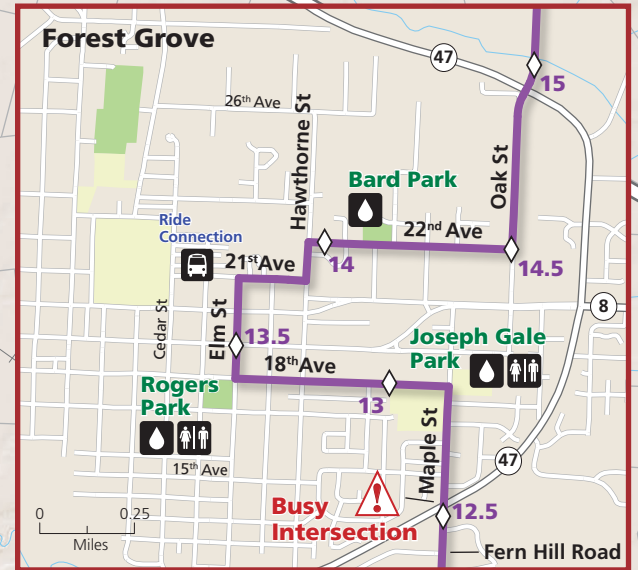 Forest Grove
47
15
26th Ave
Hawthorne St
Oak St
Bard Park
22nd Ave
Ride
Connection
21st Ave
14
14.5
8
Cedar St
Elm St
13.5
18th Ave
Joseph Gale
Park
Rogers
Park
13
Maple St
15th Ave
47
0 0.25
Miles
Busy
Intersection
12.5
Fern Hill Road